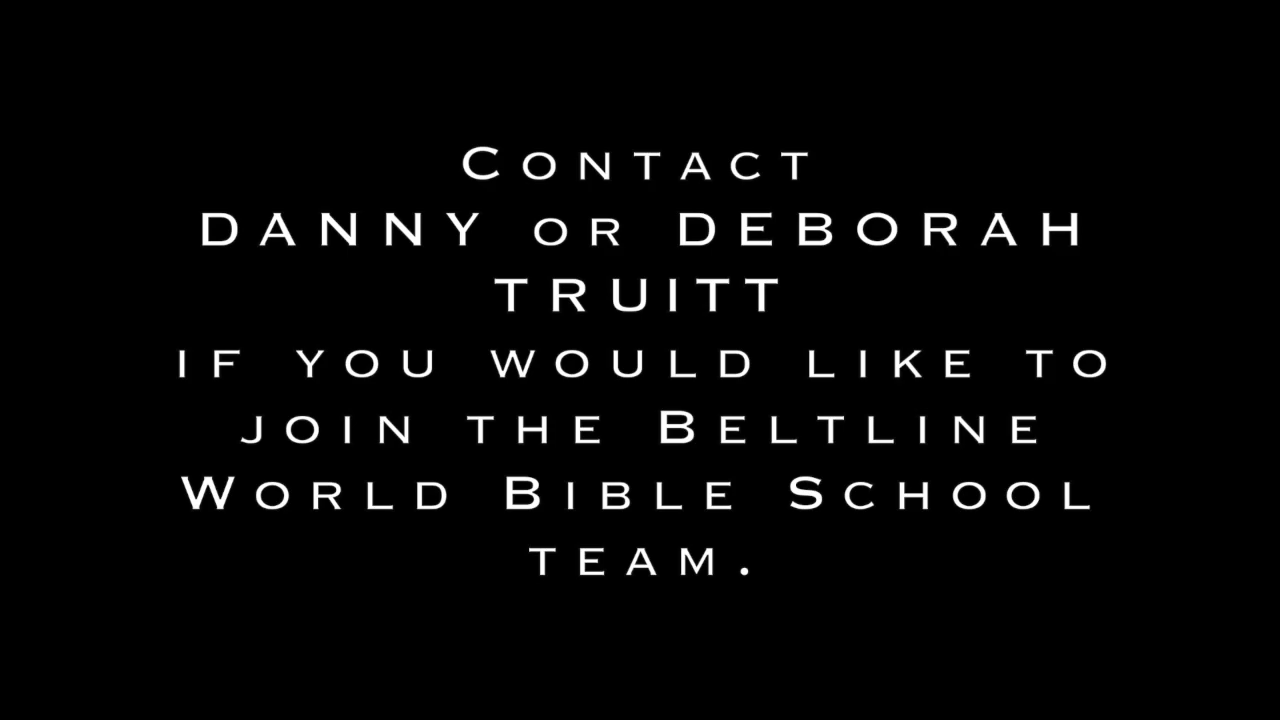 Contact
DANNY or DEBORAH
TRUITT
if you would like to
join the Beltline
World Bible School
team.